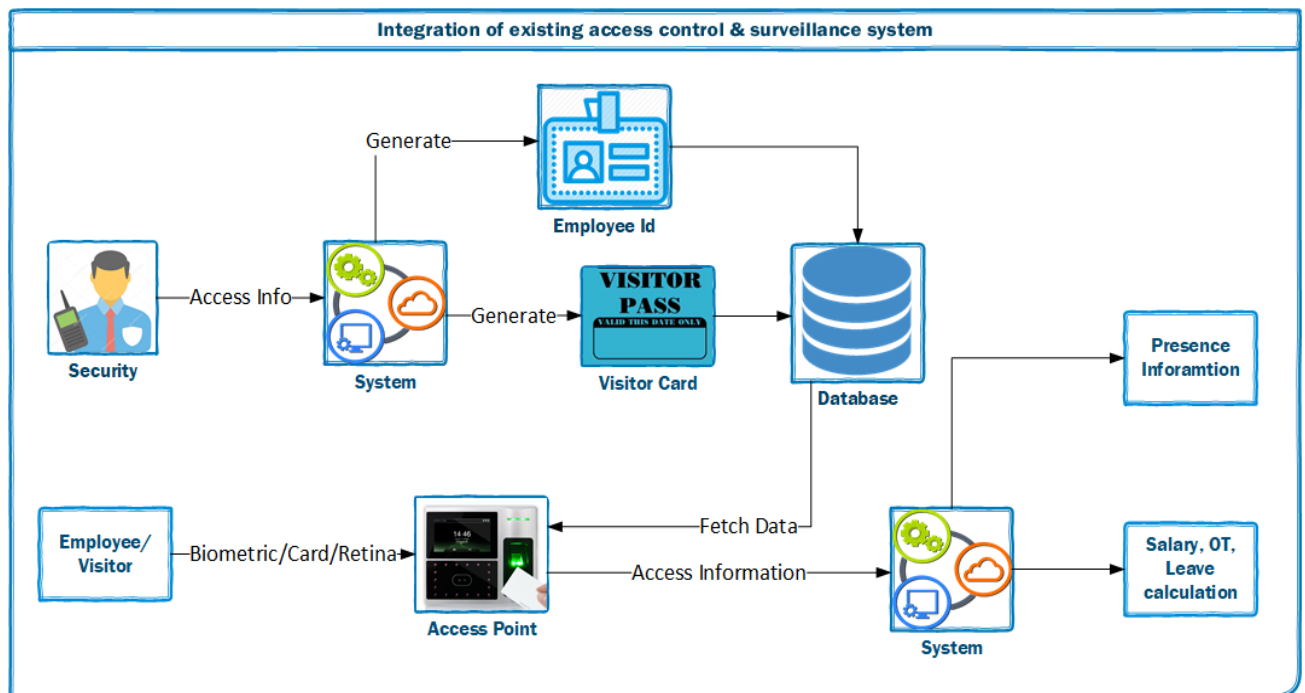 Integration of existing access control & surveillance system
Generate
Employee Id
Access Info
Security
System
Generate
VISITOR
PASS
VALID THIS DATE ONLY
Visitor Card
Database
Presence
Inforamtion
Employee/
Visitor
Biometric/Card/Retina
14 46
Access Point
Fetch Data
Access Information
System
Salary, OT,
Leave
calculation